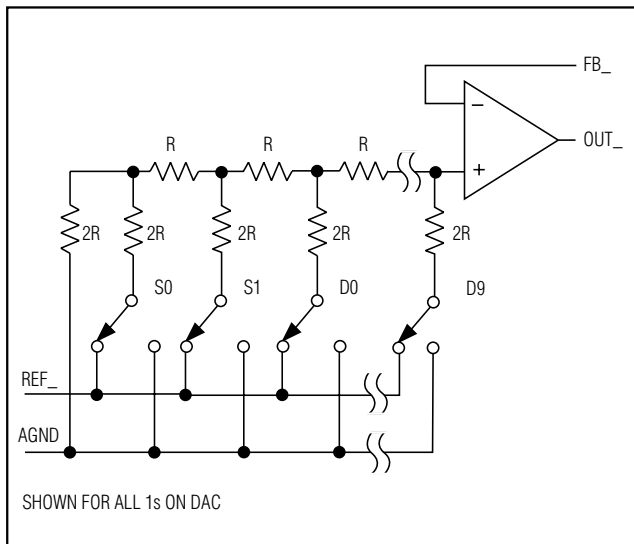 FB_
OUT_
−
+
R R R
2R 2R 2R 2R 2R
S0 S1 D0 D9
REF_
AGND
SHOWN FOR ALL 1s ON DAC